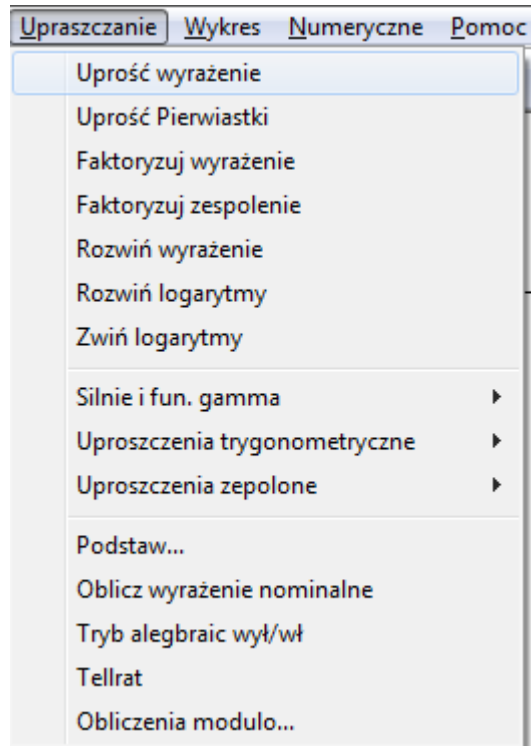 Upraszczanie Wykres Numeryczne Pomoc
Uprość wyrażenie
Uprość Pierwiastki
Faktoryzuj wyrażenie
Faktoryzuj zespolenie
Rozwiń wyrażenie
Rozwiń logarytmy
Zwiń logarytmy
Silnie i fun. gamma
Uproszczenia trygonometryczne
Uproszczenia zepolone
Podstaw...
Oblicz wyrażenie nominalne
Tryb alegbraic wył/wł
Tellrat
Obliczenia modulo...